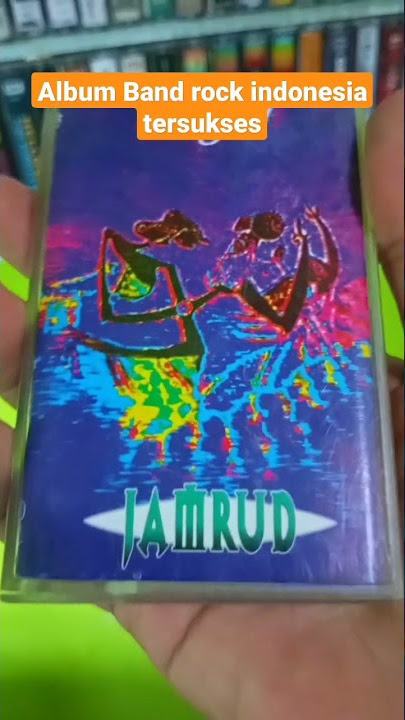 Album Band rock indonesia
tersukses
JAMRUD